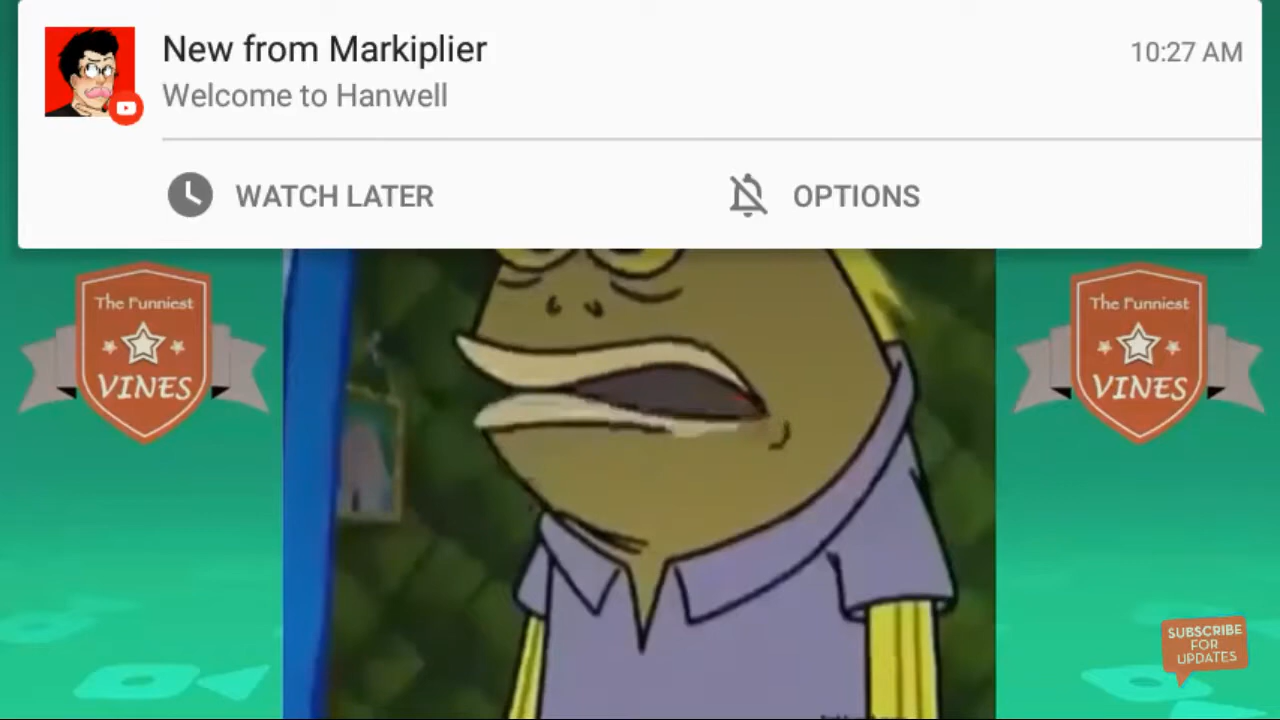 New from Markiplier
10:27 AM
Welcome to Hanwell
WATCH LATER
OPTIONS
The Funniest
VINES
The Funniest
VINES
SUBSCRIBE
FOR
UPDATES